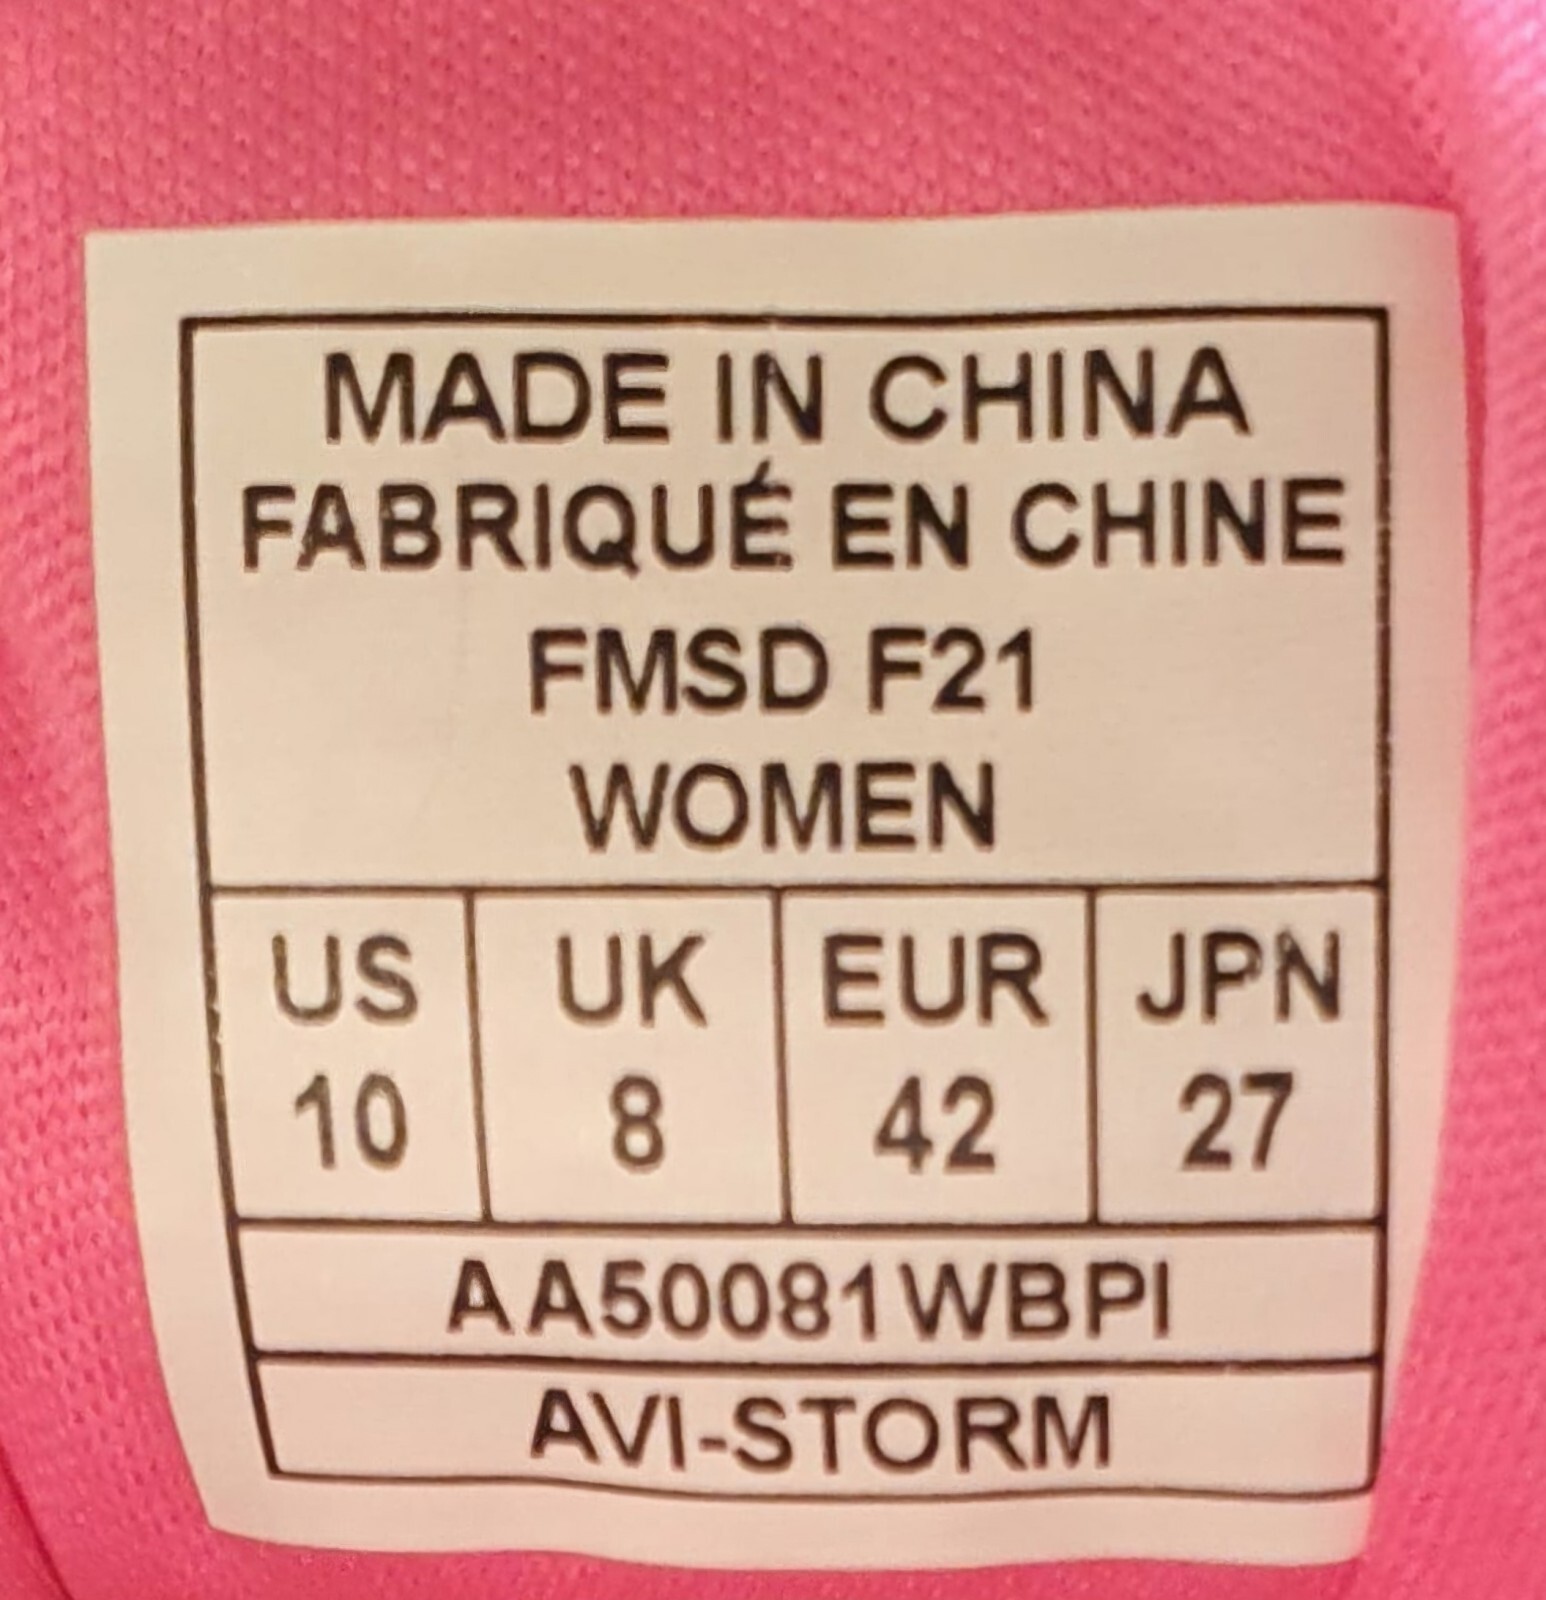 MADE IN CHINA
FABRIQUÉ EN CHINE
FMSD F21
WOMEN
US UK EUR JPN
10 8 42 27
AA50081WBPI
AVI-STORM